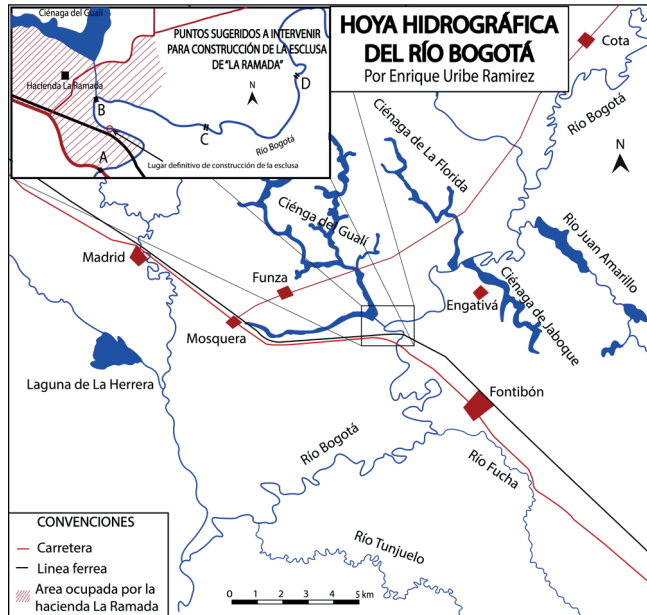 HOYA HIDROGRÁFICA
DEL RÍO BOGOTÁ
Por Enrique Uribe Ramirez
Ciénaga del Gualí
PUNTOS SUGERIDOS A INTERVENIR
PARA CONSTRUCCIÓN DE LA ESCLUSA
DE “LA RAMADA”
Hacienda La Ramada
N
D
B
C
Río Bogotá
A
Lugar definitivo de construcción de la esclusa
Cota
Río Bogotá
N
Ciénaga de La Florida
Ciénga del Gualí
Río Juan Amarillo
Madrid
Funza
Engativá
Ciénaga de Jaboque
Mosquera
Laguna de La Herrera
Fontibón
Río Bogotá
Río Fucha
Río Tunjuelo
CONVENCIONES
Carretera
Linea ferrea
Area ocupada por la
hacienda La Ramada
0 1 2 3 4 5 km